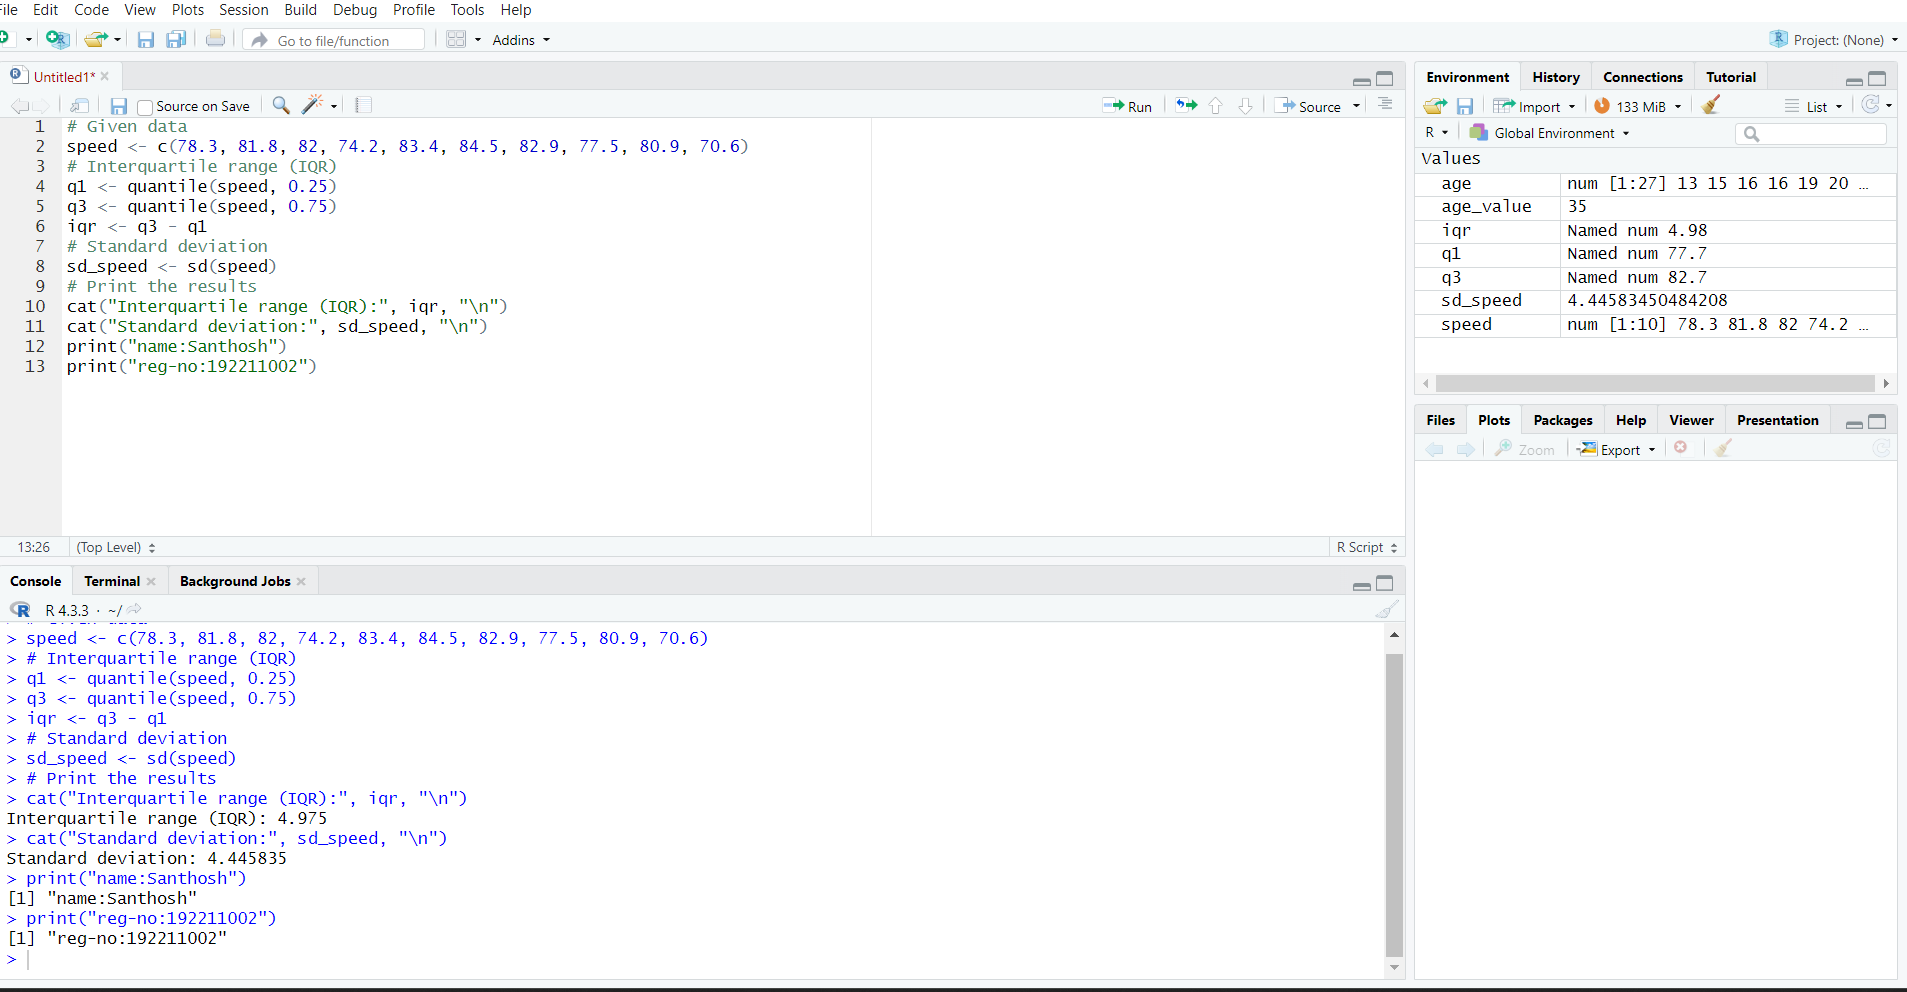 File Edit Code View Plots Session Build Debug Profile Tools Help
Go to file/function Addins Project: (None)
Untitled1*
Source on Save Run Source
1 # Given data
2 speed <- c(78.3, 81.8, 82, 74.2, 83.4, 84.5, 82.9, 77.5, 80.9, 70.6)
3 # Interquartile range (IQR)
4 q1 <- quantile(speed, 0.25)
5 q3 <- quantile(speed, 0.75)
6 iqr <- q3 - q1
7 # Standard deviation
8 sd_speed <- sd(speed)
9 # Print the results
10 cat("Interquartile range (IQR):", iqr, "\n")
11 cat("Standard deviation:", sd_speed, "\n")
12 print("name:Santhosh")
13 print("reg-no:192211002")
13:26 (Top Level) R Script
Console Terminal Background Jobs
R 4.3.3 · ~/
> # Given data
> speed <- c(78.3, 81.8, 82, 74.2, 83.4, 84.5, 82.9, 77.5, 80.9, 70.6)
> # Interquartile range (IQR)
> q1 <- quantile(speed, 0.25)
> q3 <- quantile(speed, 0.75)
> iqr <- q3 - q1
> # Standard deviation
> sd_speed <- sd(speed)
> # Print the results
> cat("Interquartile range (IQR):", iqr, "\n")
Interquartile range (IQR): 4.975
> cat("Standard deviation:", sd_speed, "\n")
Standard deviation: 4.445835
> print("name:Santhosh")
[1] "name:Santhosh"
> print("reg-no:192211002")
[1] "reg-no:192211002"
>
Environment History Connections Tutorial
Import 133 MiB List
R Global Environment
Values
age num [1:27] 13 15 16 16 19 20 ...
age_value 35
iqr Named num 4.98
q1 Named num 77.7
q3 Named num 82.7
sd_speed 4.44583450484208
speed num [1:10] 78.3 81.8 82 74.2 ...
Files Plots Packages Help Viewer Presentation
Zoom Export